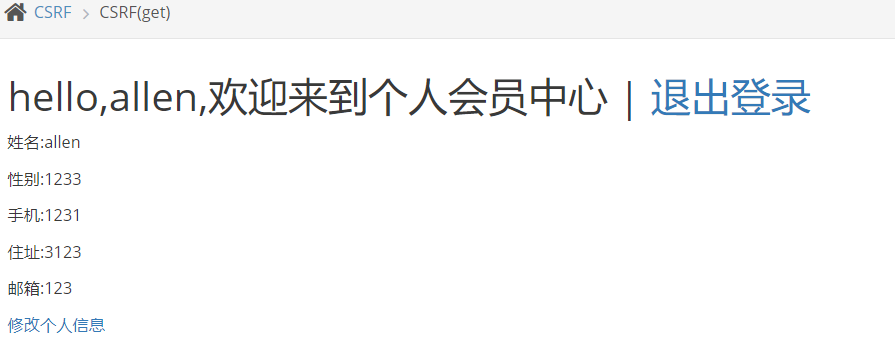 CSRF > CSRF(get)
hello,allen,欢迎来到个人会员中心 | 退出登录
姓名:allen
性别:1233
手机:1231
住址:3123
邮箱:123
修改个人信息